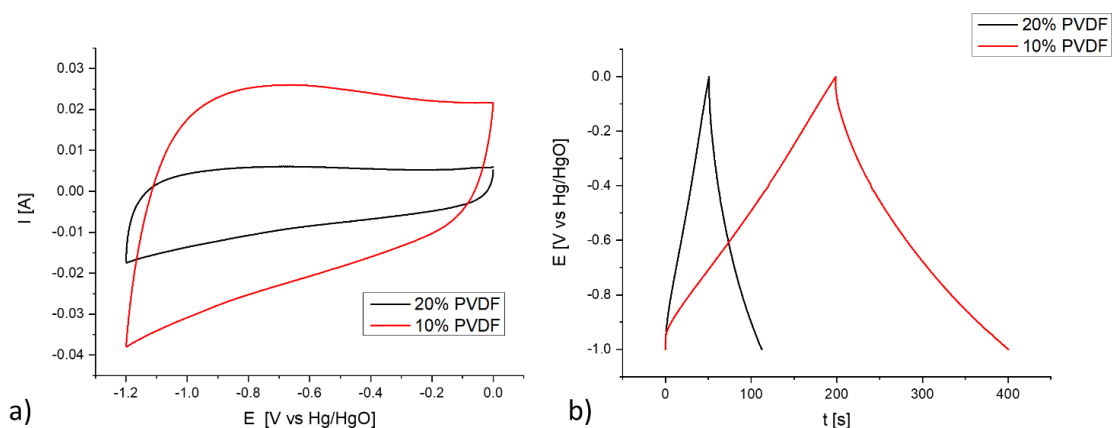 20% PVDF
10% PVDF
0.03
0.02
0.01
0.00
-0.01
-0.02
-0.03
-0.04
I [A]
20% PVDF
10% PVDF
-1.2 -1.0 -0.8 -0.6 -0.4 -0.2 0.0
E [V vs Hg/HgO]
a)
0.0
-0.2
-0.4
-0.6
-0.8
-1.0
E [V vs Hg/HgO]
0 100 200 300 400
t [s]
b)